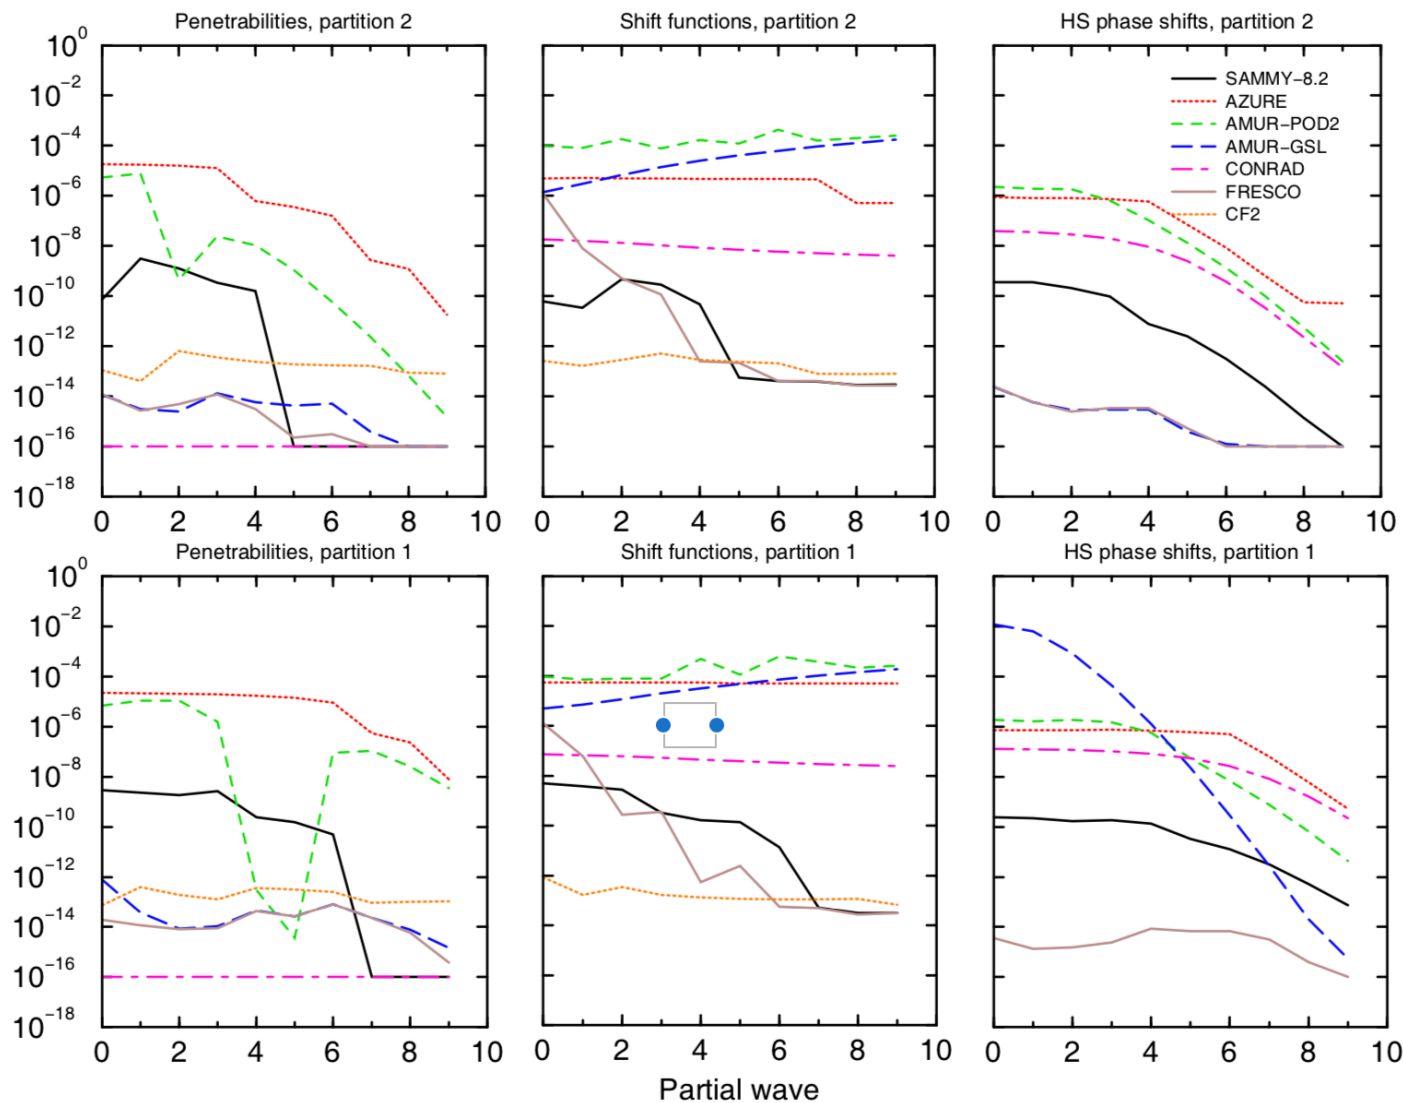 Penetrabilities, partition 2
Shift functions, partition 2
HS phase shifts, partition 2
10^0
10^-2
10^-4
10^-6
10^-8
10^-10
10^-12
10^-14
10^-16
10^-18
SAMMY-8.2
AZURE
AMUR-POD2
AMUR-GSL
CONRAD
FRESCO
CF2
0 2 4 6 8 10
0 2 4 6 8 10
0 2 4 6 8 10
Penetrabilities, partition 1
Shift functions, partition 1
HS phase shifts, partition 1
10^0
10^-2
10^-4
10^-6
10^-8
10^-10
10^-12
10^-14
10^-16
10^-18
0 2 4 6 8 10
0 2 4 6 8 10
0 2 4 6 8 10
Partial wave